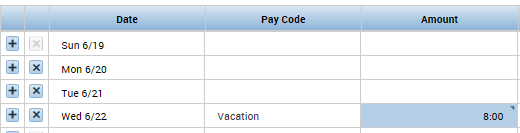 Date Pay Code Amount
Sun 6/19
Mon 6/20
Tue 6/21
Wed 6/22 Vacation 8:00